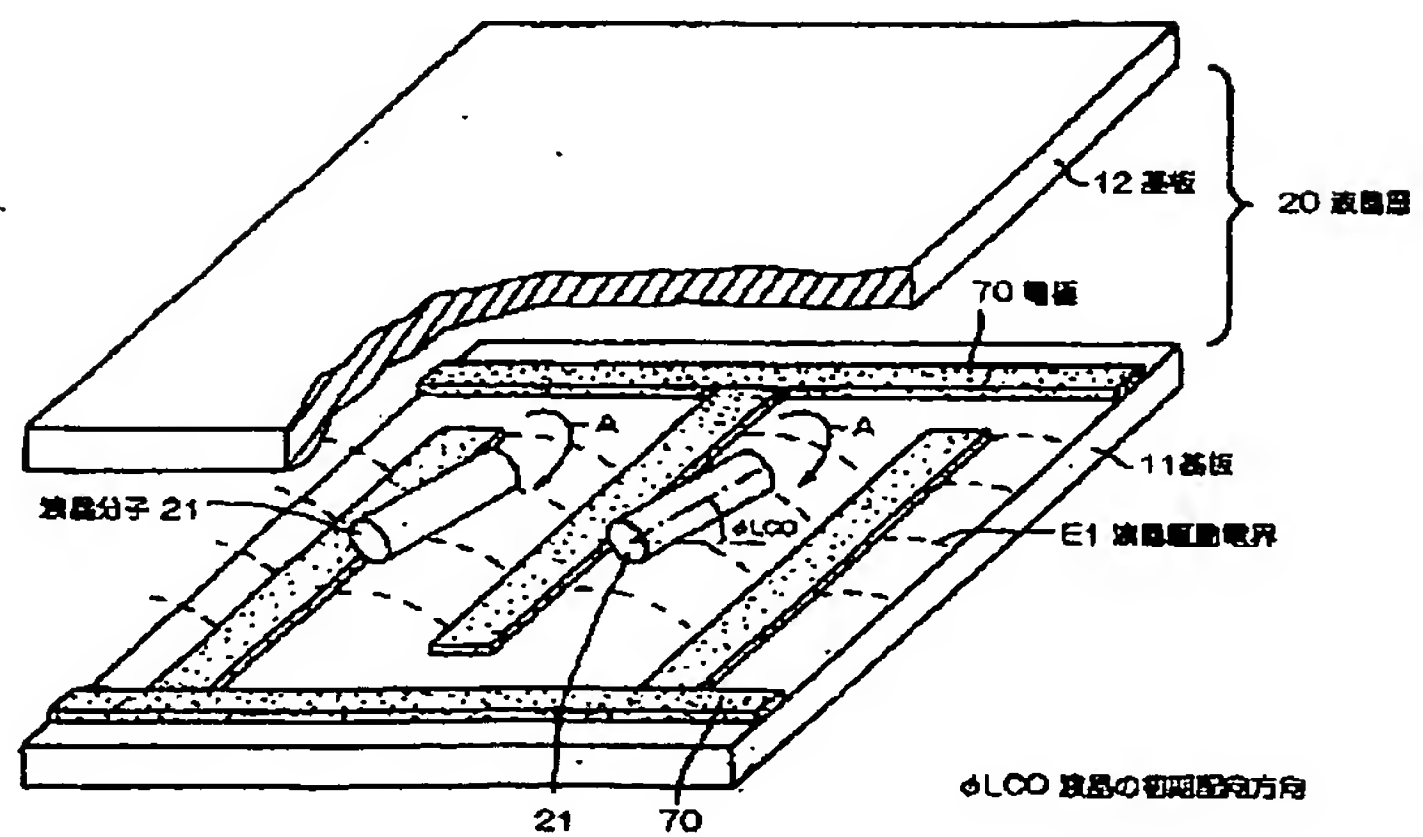 12 基板
20 液晶層
70 電極
A
A
11基板
液晶分子 21
φLCO
E1 液晶駆動電界
21
70
φLCO 液晶の初期配向方向